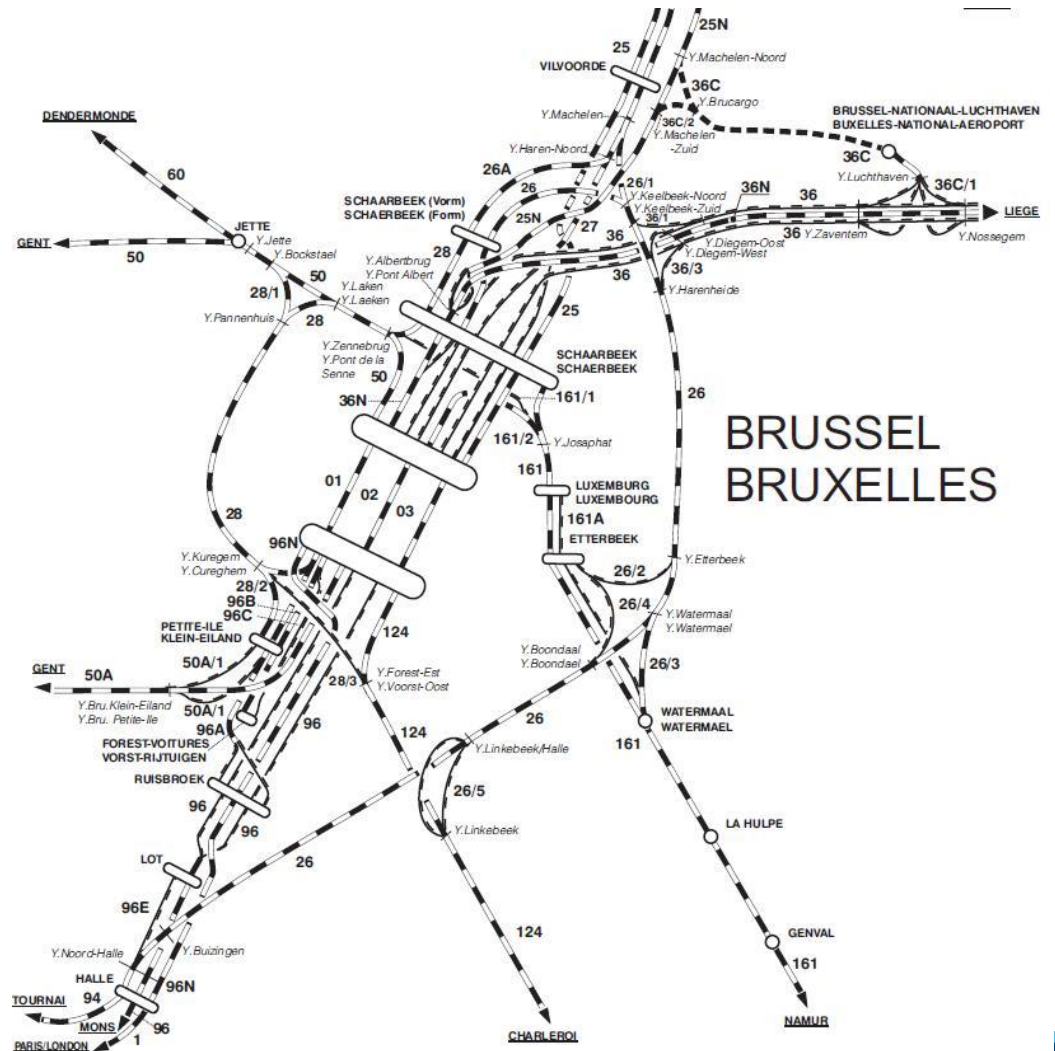 25N
25
Y.Machelen-Noord
VILVOORDE
36C
Y.Brucargo
DENDERMONDE
Y.Machelen
36C/2
Y.Machelen
-Zuid
BRUSSEL-NATIONAAL-LUCHTHAVEN
BUXELLES-NATIONAL-AEROPORT
36C
Y.Haren-Noord
Y.Luchthaven
36C/1
60
26A
26
26/1
Y.Keelbeek-Noord
Y.Keelbeek-Zuid
36N
36
SCHAARBEEK (Vorm)
SCHAERBEEK (Form)
25N
27
36/1
LIEGE
JETTE
Y.Jette
GENT
50
Y.Bockstael
28
36
36
Y.Diegem-Oost
Y.Diegem-West
36
Y.Zaventem
Y.Nossegem
Y.Albertbrug
Y.Pont Albert
36
36/3
50
28/1
Y.Laken
Y.Laeken
Y.Harenheide
25
Y.Pannenhuis
28
Y.Zennebrug
Y.Pont de la
Senne
50
SCHAARBEEK
SCHAERBEEK
36N
161/1
26
161/2
Y.Josaphat
BRUSSEL
BRUXELLES
161
01
02
03
LUXEMBURG
LUXEMBOURG
161A
28
96N
ETTERBEEK
Y.Kuregem
Y.Cureghem
Y.Etterbeek
28/2
96B
96C
26/2
26/4
PETITE-ILE
KLEIN-EILAND
124
Y.Watermaal
Y.Watermael
50A/1
Y.Boondaal
Y.Boondael
GENT
50A
28/3
Y.Forest-Est
Y.Voorst-Oost
26/3
Y.Bru.Klein-Eiland
Y.Bru. Petite-Ile
50A/1
96A
96
26
WATERMAAL
WATERMAEL
FOREST-VOITURES
VORST-RIJTUIGEN
124
161
Y.Linkebeek/Halle
RUISBROEK
26/5
96
96
Y.Linkebeek
LA HULPE
LOT
26
96E
124
GENVAL
Y.Noord-Halle
Y.Buizingen
161
HALLE
96N
TOURNAI
94
MONS
96
NAMUR
PARIS/LONDON
1
CHARLEROI